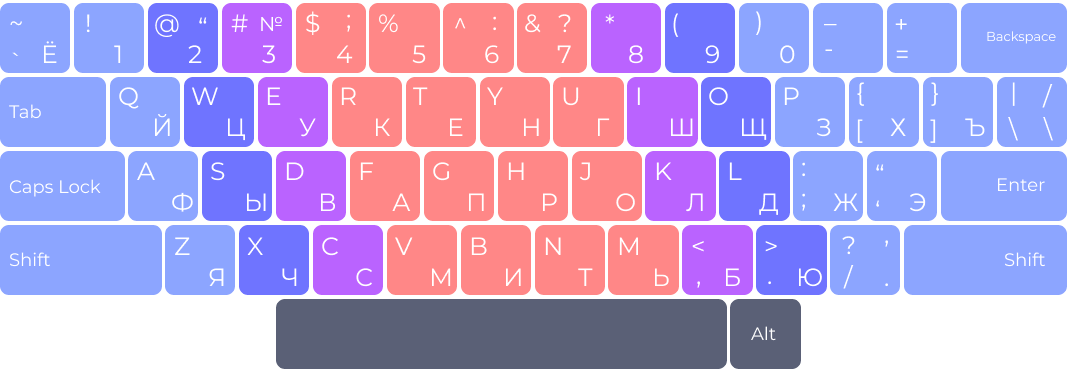 ~ ! @ “ # № $ ; % ^ : & ? * ( ) – +
` Ё 1 2 3 4 5 6 7 8 9 0 - = Backspace
Tab Q W E R T Y U I O P { } | /
Й Ц У К Е Н Г Ш Щ З [ Х ] Ъ \ \
Caps Lock A S D F G H J K L : “ Enter
Ф Ы В А П Р О Л Д ; Ж ‘ Э
Shift Z X C V B N M < > ? , Shift
Я Ч С М И Т Ь , Б . Ю / .
Alt